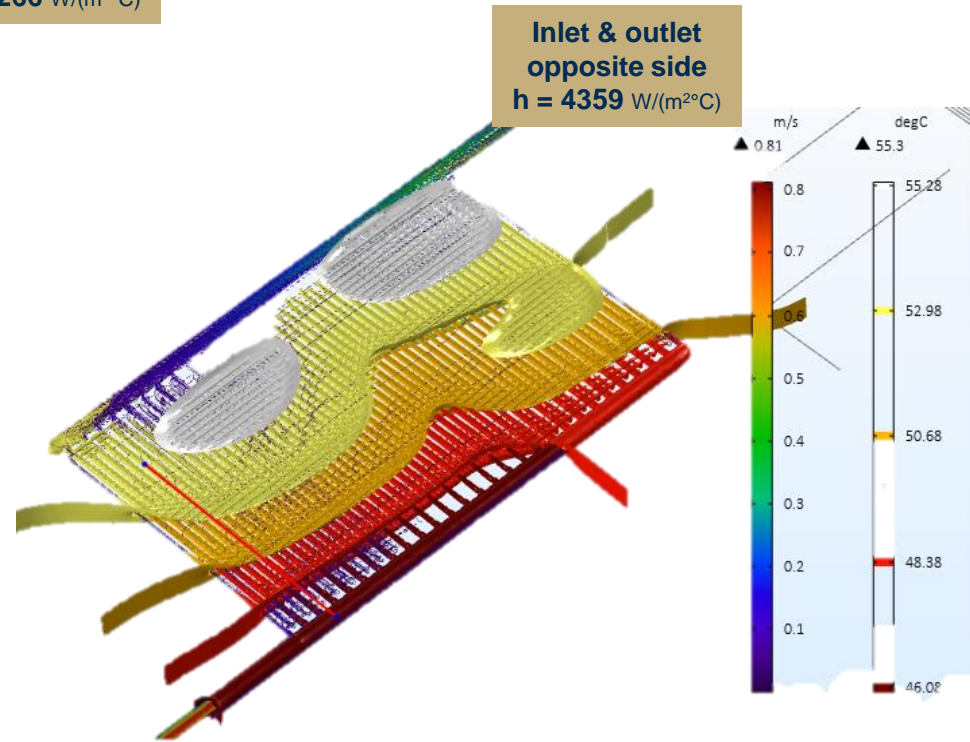 W/(m °C)
Inlet & outlet
opposite side
h = 4359 W/(m²°C)
m/s
degC
▲ 0.81
▲ 55.3
0.8
0.7
0.6
0.5
0.4
0.3
0.2
0.1
55.28
52.98
50.68
48.38
46.08